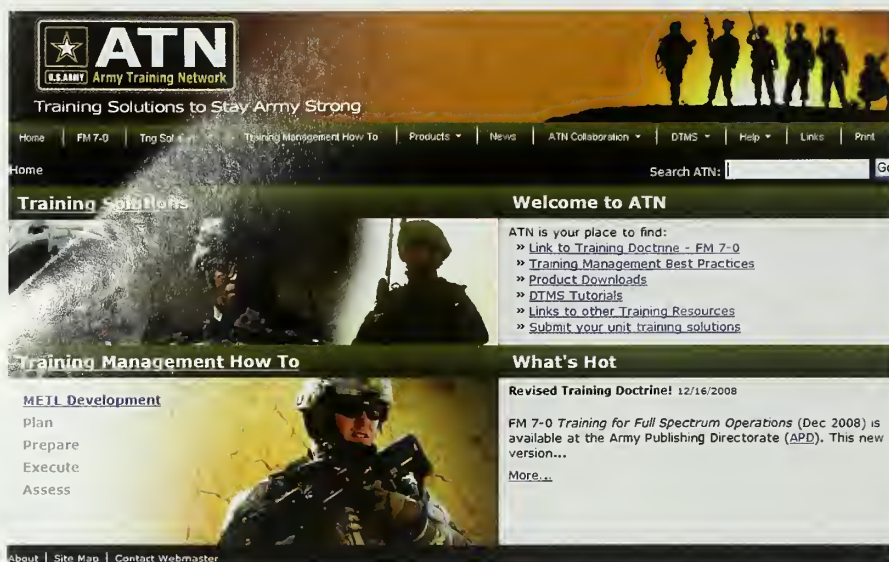 ATN
U.S.ARMY Army Training Network
Training Solutions to Stay Army Strong
Home | FM 7-0 | Tng | Training Management How To | Products | News | ATN Collaboration | DTMS | Help | Links | Print
Home
Search ATN:
Training Solutions
Welcome to ATN
ATN is your place to find:
» Link to Training Doctrine - FM 7-0
» Training Management Best Practices
» Product Downloads
» DTMS Tutorials
» Links to other Training Resources
» Submit your unit training solutions
Training Management How To
METL Development
Plan
Prepare
Execute
Assess
What's Hot
Revised Training Doctrine! 12/16/2008
FM 7-0 Training for Full Spectrum Operations (Dec 2008) is
available at the Army Publishing Directorate (APD). This new
version...
More...
About | Site Map | Contact Webmaster